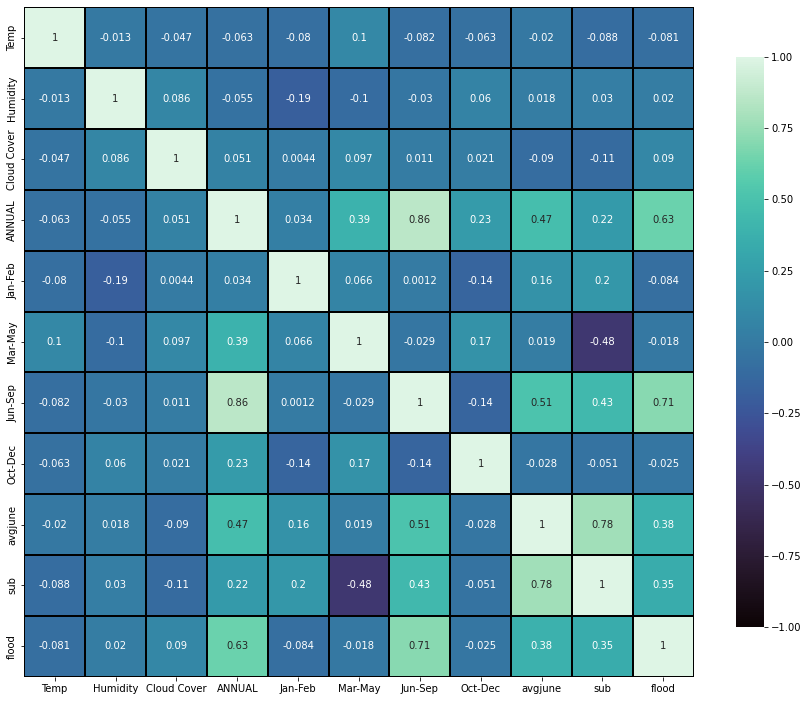 Temp 1 -0.013 -0.047 -0.063 -0.08 0.1 -0.082 -0.063 -0.02 -0.088 -0.081
Humidity -0.013 1 0.086 -0.055 -0.19 -0.1 -0.03 0.06 0.018 0.03 0.02
Cloud Cover -0.047 0.086 1 0.051 0.0044 0.097 0.011 0.021 -0.09 -0.11 0.09
ANNUAL -0.063 -0.055 0.051 1 0.034 0.39 0.86 0.23 0.47 0.22 0.63
Jan-Feb -0.08 -0.19 0.0044 0.034 1 0.066 0.0012 -0.14 0.16 0.2 -0.084
Mar-May 0.1 -0.1 0.097 0.39 0.066 1 -0.029 0.17 0.019 -0.48 -0.018
Jun-Sep -0.082 -0.03 0.011 0.86 0.0012 -0.029 1 -0.14 0.51 0.43 0.71
Oct-Dec -0.063 0.06 0.021 0.23 -0.14 0.17 -0.14 1 -0.028 -0.051 -0.025
avgjune -0.02 0.018 -0.09 0.47 0.16 0.019 0.51 -0.028 1 0.78 0.38
sub -0.088 0.03 -0.11 0.22 0.2 -0.48 0.43 -0.051 0.78 1 0.35
flood -0.081 0.02 0.09 0.63 -0.084 -0.018 0.71 -0.025 0.38 0.35 1
Temp Humidity Cloud Cover ANNUAL Jan-Feb Mar-May Jun-Sep Oct-Dec avgjune sub flood
1.00
0.75
0.50
0.25
0.00
−0.25
−0.50
−0.75
−1.00